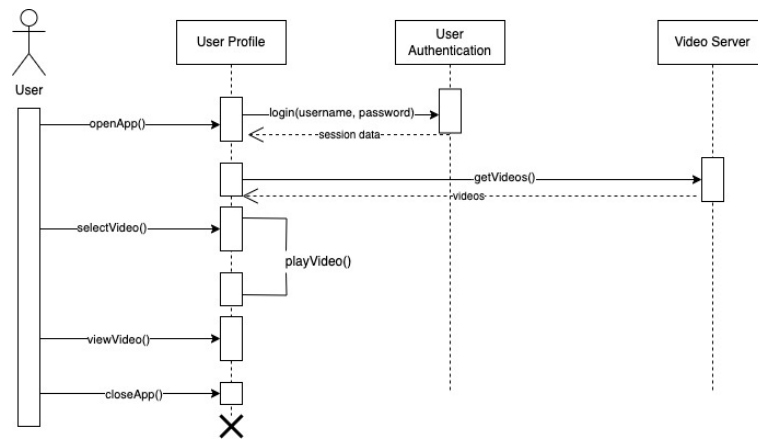 User Profile
User
Authentication
Video Server
User
openApp()
login(username, password)
session data
getVideos()
videos
selectVideo()
playVideo()
viewVideo()
closeApp()